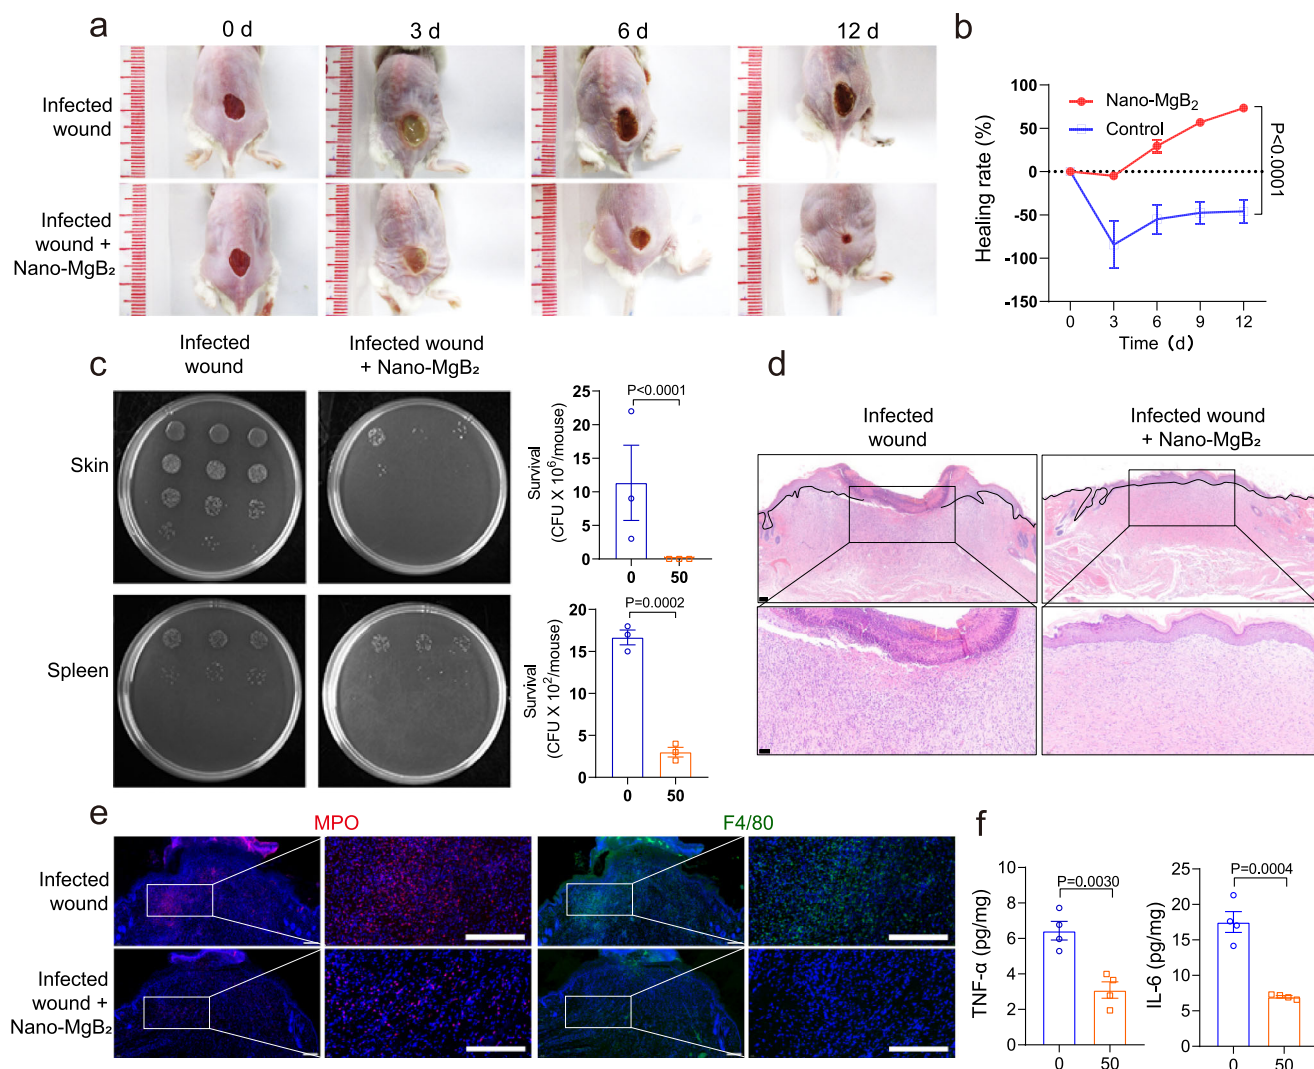 a
0 d
3 d
6 d
12 d
Infected
wound
Infected
wound +
Nano-MgB₂
b
Healing rate (%)
100
50
0
-50
-100
-150
Nano-MgB₂
Control
P<0.0001
0
3
6
9
12
Time (d)
c
Infected
wound
Infected wound
+ Nano-MgB₂
Skin
Spleen
Survival
(CFU X 10⁶/mouse)
25
20
15
10
5
0
P<0.0001
0
50
Survival
(CFU X 10²/mouse)
20
15
10
5
0
P=0.0002
0
50
d
Infected
wound
Infected wound
+ Nano-MgB₂
e
MPO
F4/80
Infected
wound
Infected
wound +
Nano-MgB₂
f
TNF-α (pg/mg)
10
8
6
4
2
0
P=0.0030
0
50
IL-6 (pg/mg)
25
20
15
10
5
0
P=0.0004
0
50